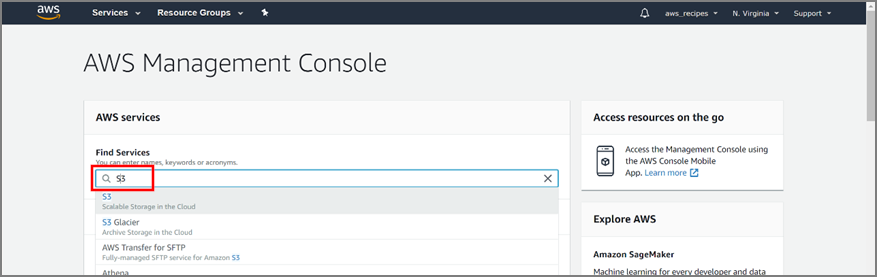 aws Services Resource Groups aws_recipes N. Virginia Support
AWS Management Console
AWS services
Find Services
You can enter names, keywords or acronyms.
S3
S3
Scalable Storage in the Cloud
S3 Glacier
Archive Storage in the Cloud
AWS Transfer for SFTP
Fully-managed SFTP service for Amazon S3
Athena
Access resources on the go
Access the Management Console using
the AWS Console Mobile
App. Learn more
Explore AWS
Amazon SageMaker
Machine learning for every developer and data